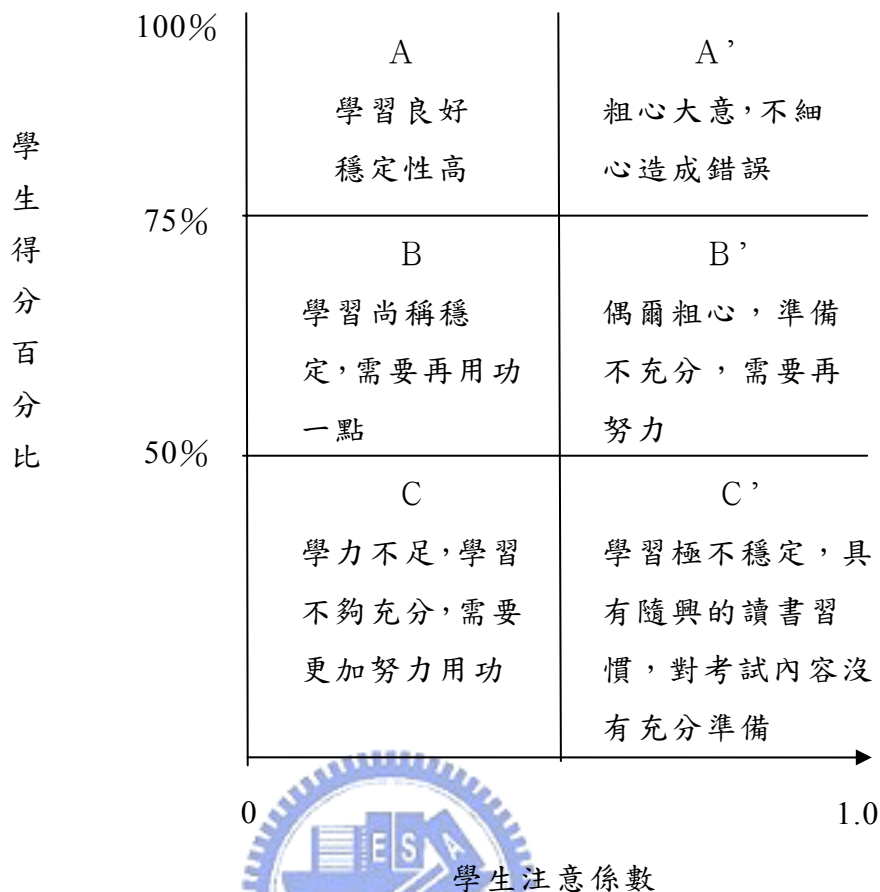 100%
A
學習良好
穩定性高
A’
粗心大意，不細
心造成錯誤
學
生
得
分
百
分
比
75%
B
學習尚稱穩
定，需要再用功
一點
B’
偶爾粗心，準備
不充分，需要再
努力
50%
C
學力不足，學習
不夠充分，需要
更加努力用功
C’
學習極不穩定，具
有隨興的讀書習
慣，對考試內容沒
有充分準備
0
1.0
ESA
學生注意係數